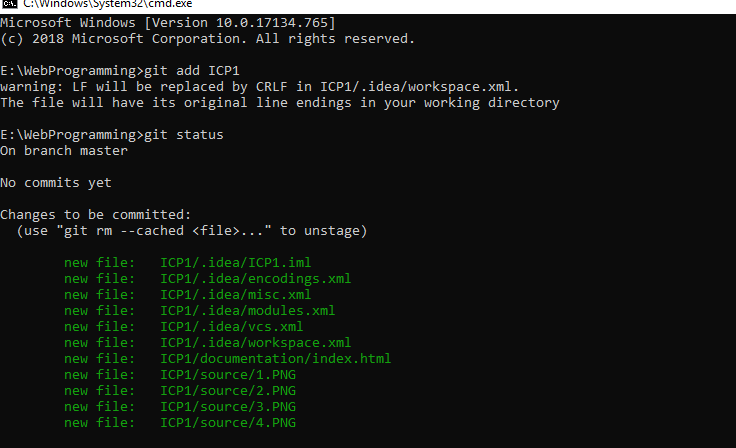 C:\Windows\System32\cmd.exe
Microsoft Windows [Version 10.0.17134.765]
(c) 2018 Microsoft Corporation. All rights reserved.
E:\WebProgramming>git add ICP1
warning: LF will be replaced by CRLF in ICP1/.idea/workspace.xml.
The file will have its original line endings in your working directory
E:\WebProgramming>git status
On branch master
No commits yet
Changes to be committed:
  (use "git rm --cached <file>..." to unstage)
        new file:   ICP1/.idea/ICP1.iml
        new file:   ICP1/.idea/encodings.xml
        new file:   ICP1/.idea/misc.xml
        new file:   ICP1/.idea/modules.xml
        new file:   ICP1/.idea/vcs.xml
        new file:   ICP1/.idea/workspace.xml
        new file:   ICP1/documentation/index.html
        new file:   ICP1/source/1.PNG
        new file:   ICP1/source/2.PNG
        new file:   ICP1/source/3.PNG
        new file:   ICP1/source/4.PNG